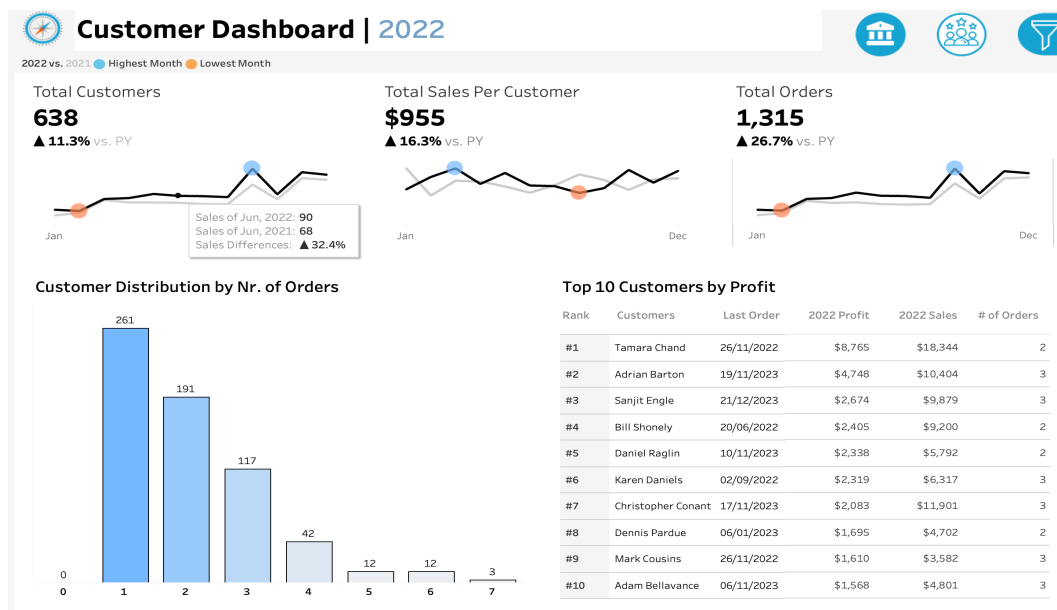 Customer Dashboard | 2022
2022 vs. 2021 Highest Month Lowest Month
Total Customers
638
▲ 11.3% vs. PY
Jan
Sales of Jun, 2022: 90
Sales of Jun, 2021: 68
Sales Differences: ▲ 32.4%
Total Sales Per Customer
$955
▲ 16.3% vs. PY
Jan Dec
Total Orders
1,315
▲ 26.7% vs. PY
Jan Dec
Customer Distribution by Nr. of Orders
261
191
117
42
12
12
3
0
0 1 2 3 4 5 6 7
Top 10 Customers by Profit
Rank Customers Last Order 2022 Profit 2022 Sales # of Orders
#1 Tamara Chand 26/11/2022 $8,765 $18,344 2
#2 Adrian Barton 19/11/2023 $4,748 $10,404 3
#3 Sanjit Engle 21/12/2023 $2,674 $9,879 3
#4 Bill Shonely 20/06/2022 $2,405 $9,200 2
#5 Daniel Raglin 10/11/2023 $2,338 $5,792 2
#6 Karen Daniels 02/09/2022 $2,319 $6,317 3
#7 Christopher Conant 17/11/2023 $2,083 $11,901 3
#8 Dennis Pardue 06/01/2023 $1,695 $4,702 2
#9 Mark Cousins 26/11/2022 $1,610 $3,582 3
#10 Adam Bellavance 06/11/2023 $1,568 $4,801 3